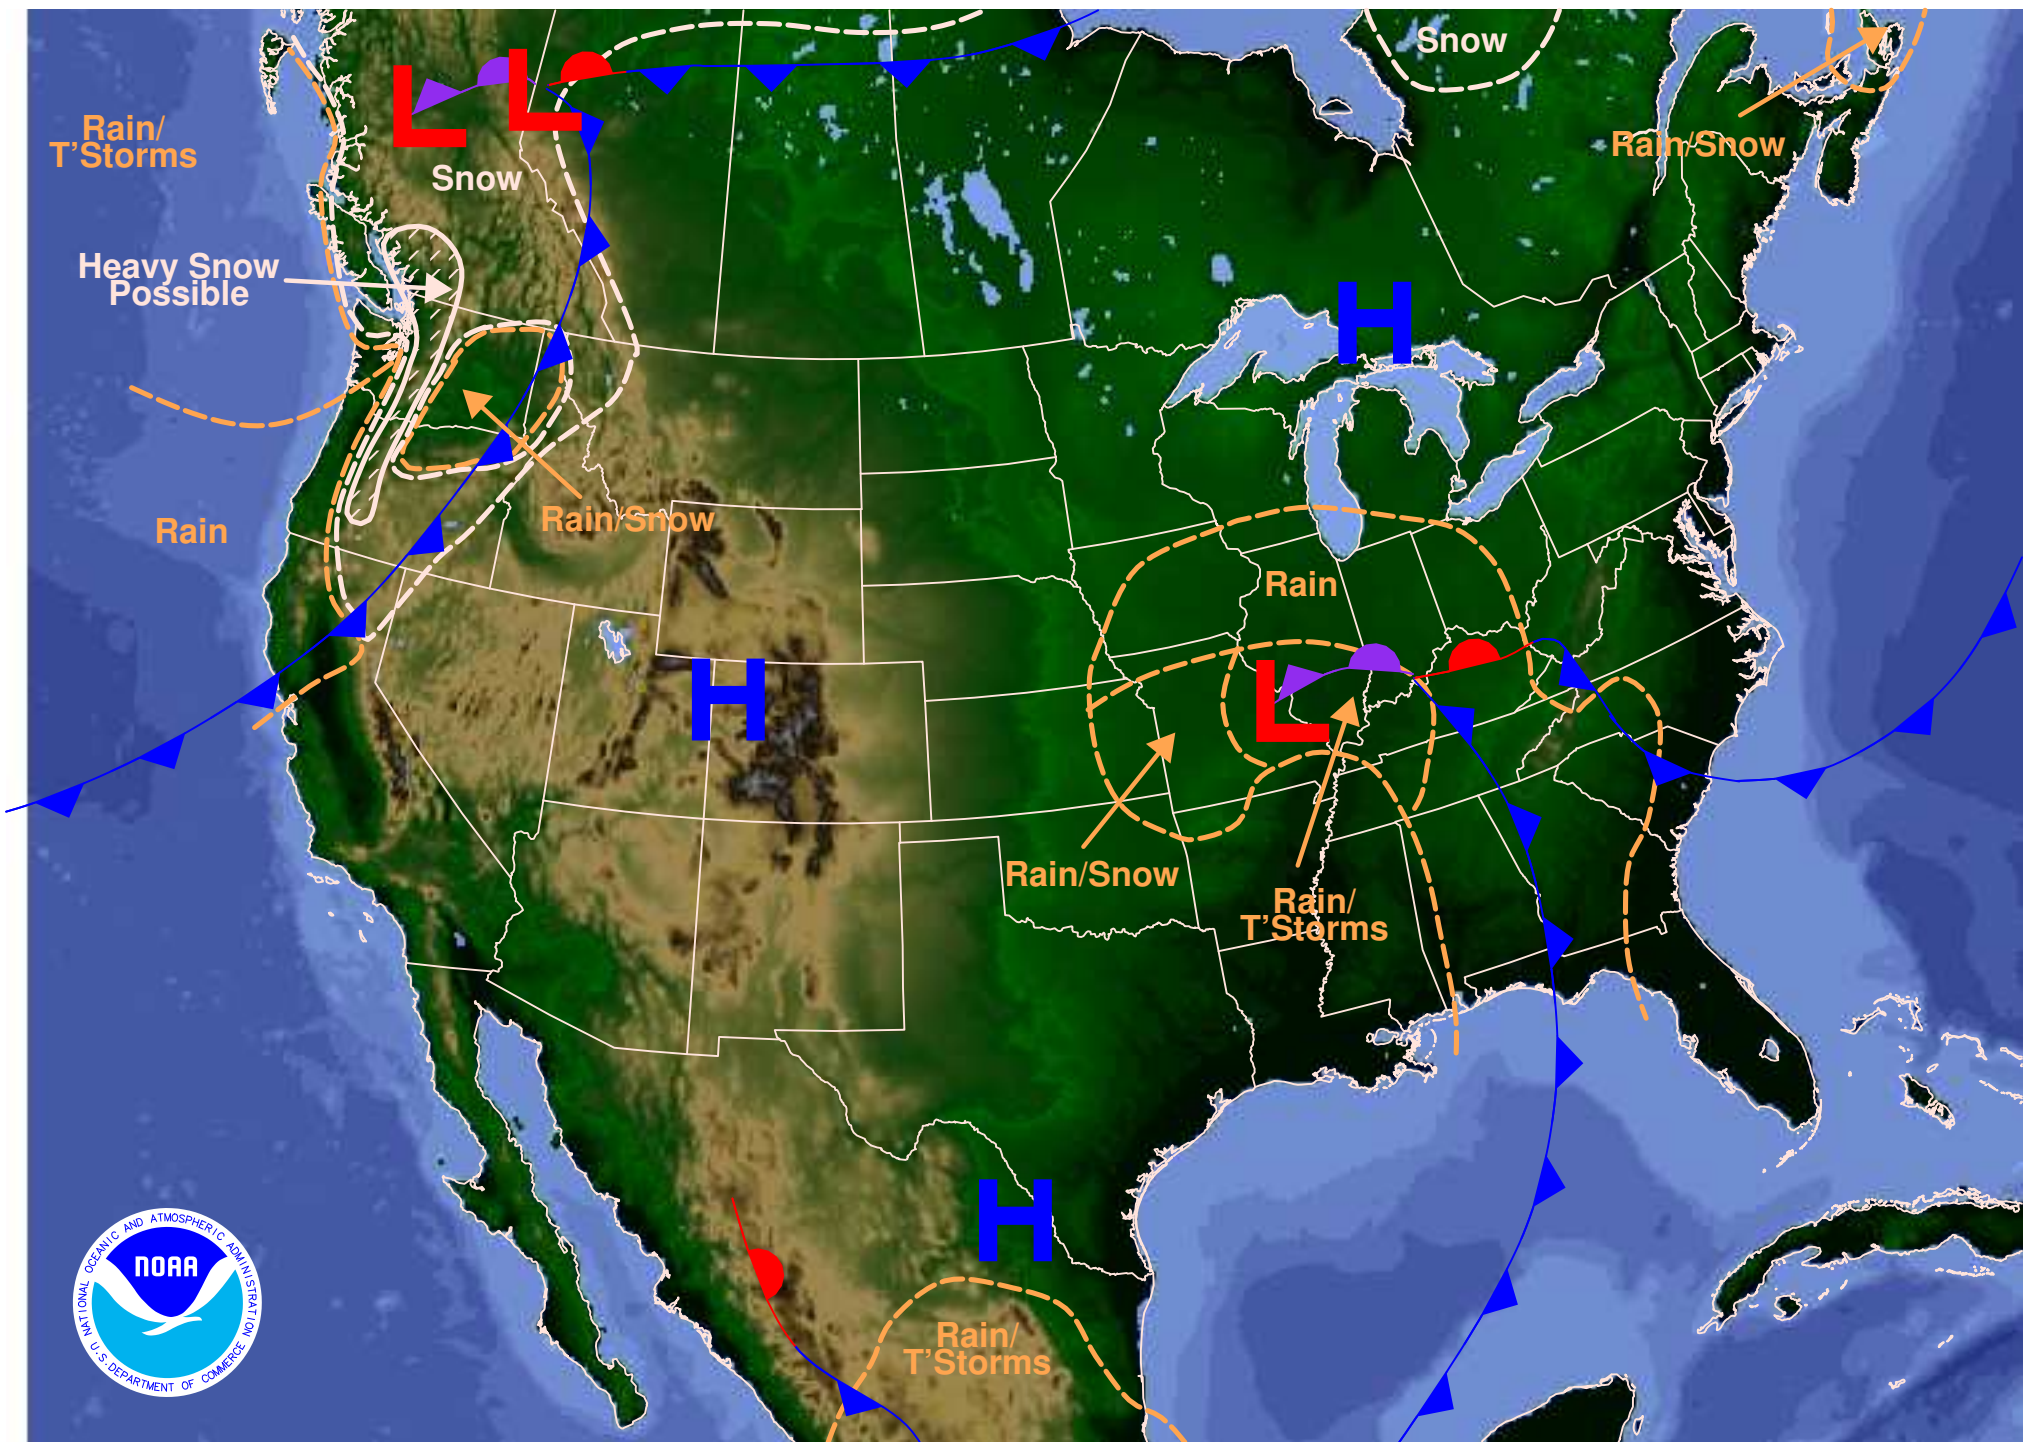 Snow
Rain/
T'Storms
Rain/Snow
L
L
Snow
Heavy Snow
Possible
H
Rain
Rain/Snow
Rain
H
L
Rain/Snow
Rain/
T'Storms
H
Rain/
T'Storms
NATIONAL OCEANIC AND ATMOSPHERIC ADMINISTRATION
NOAA
U.S. DEPARTMENT OF COMMERCE